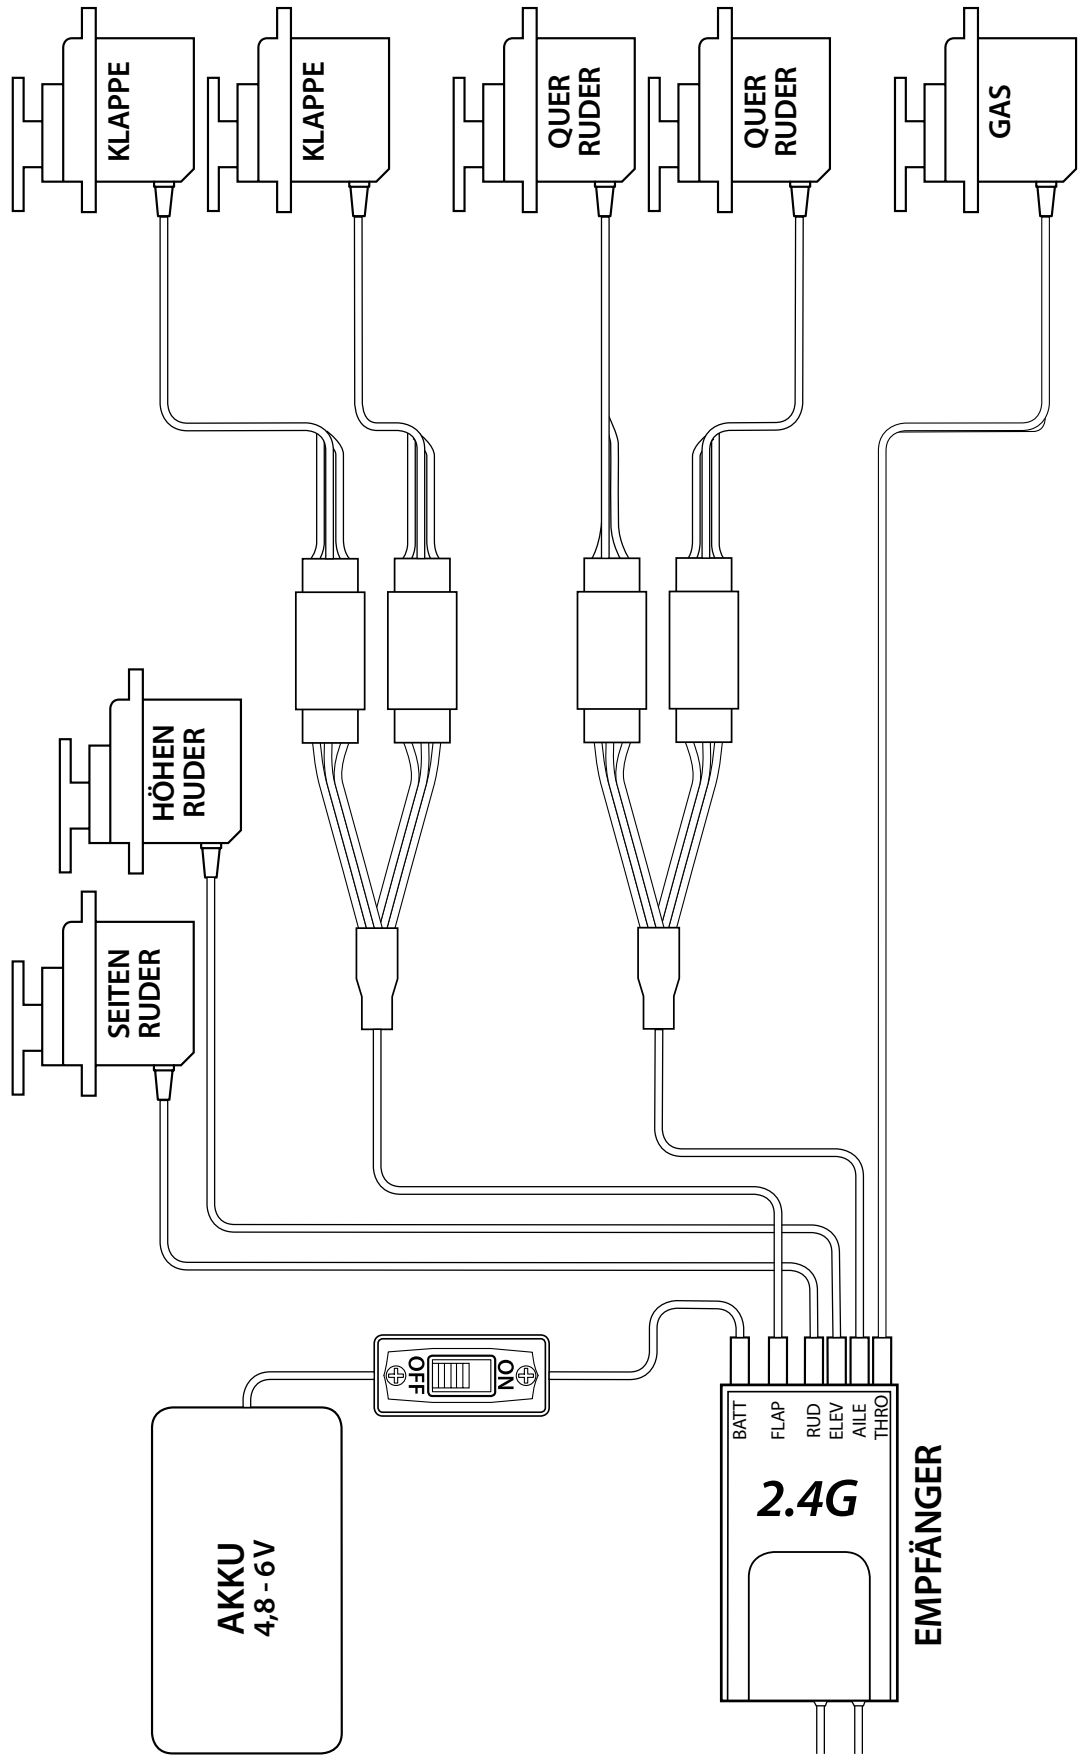 KLAPPE
KLAPPE
QUER
RUDER
QUER
RUDER
GAS
HÖHEN
RUDER
SEITEN
RUDER
OFF
ON
BATT
FLAP
RUD
ELEV
AILE
THRO
2.4G
EMPFÄNGER
AKKU
4,8 - 6 V